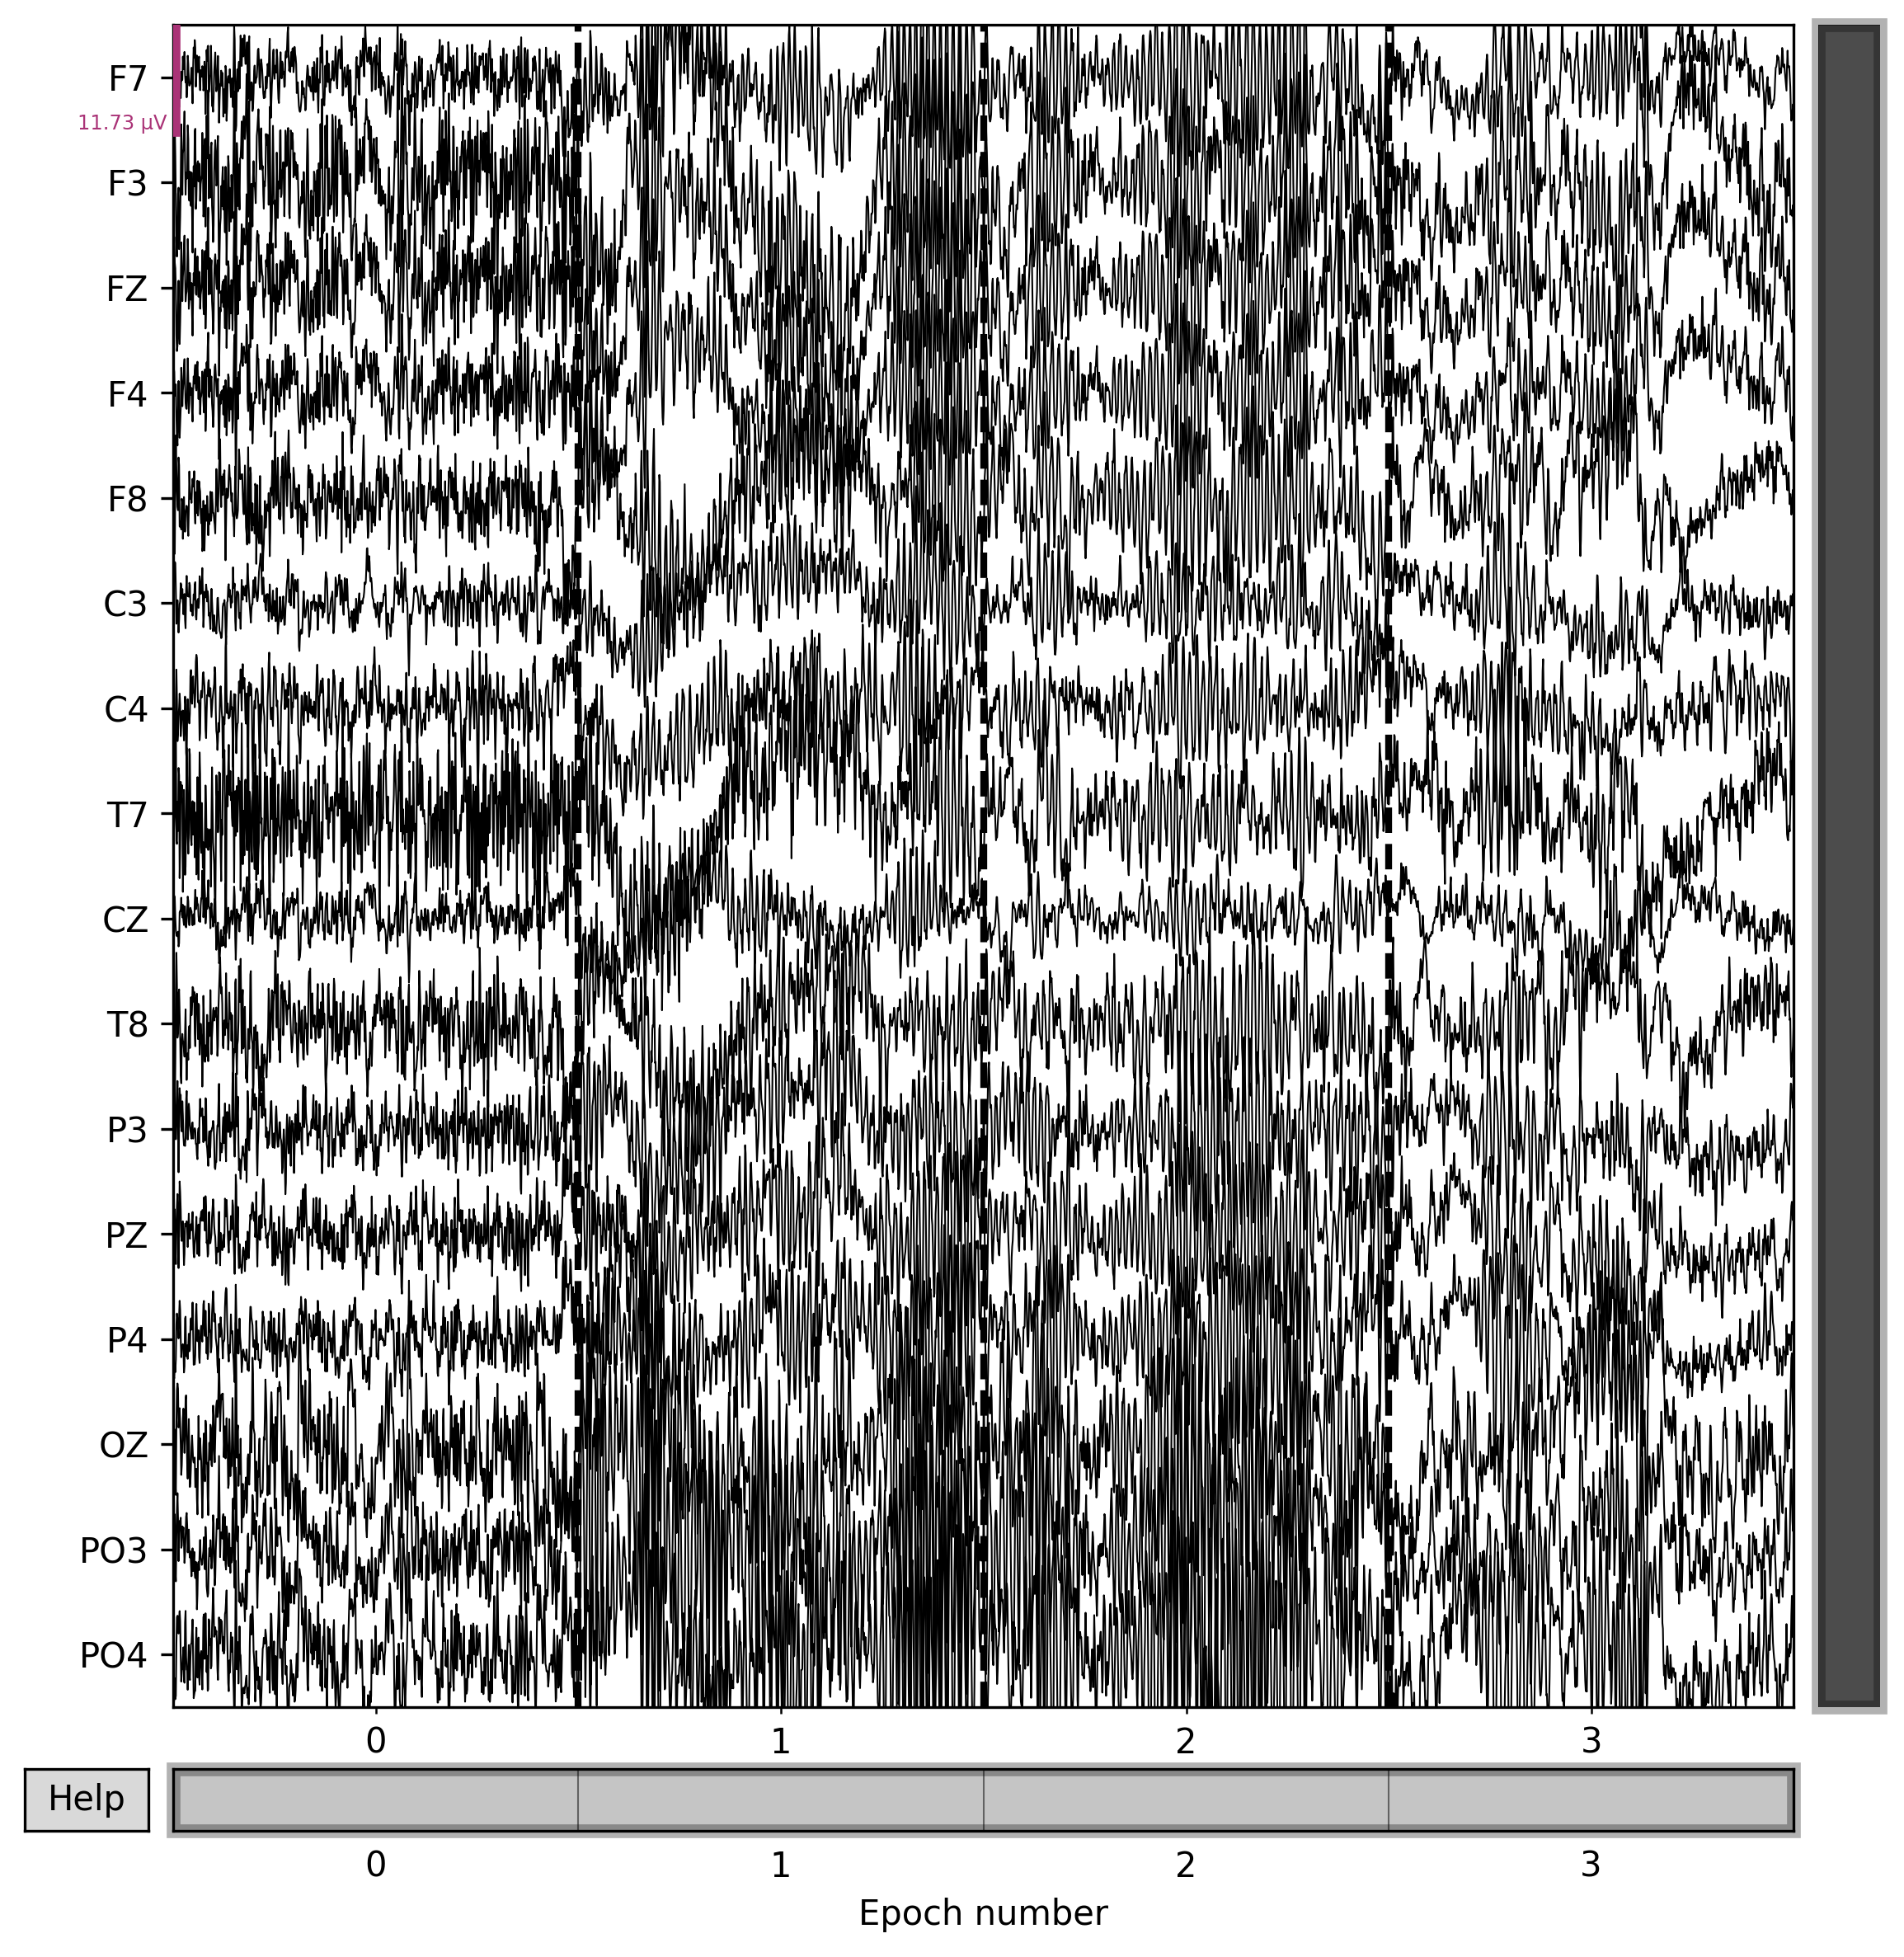 F7
11.73 µV
F3
FZ
F4
F8
C3
C4
T7
CZ
T8
P3
PZ
P4
OZ
PO3
PO4
0 1 2 3
Help
0 1 2 3
Epoch number